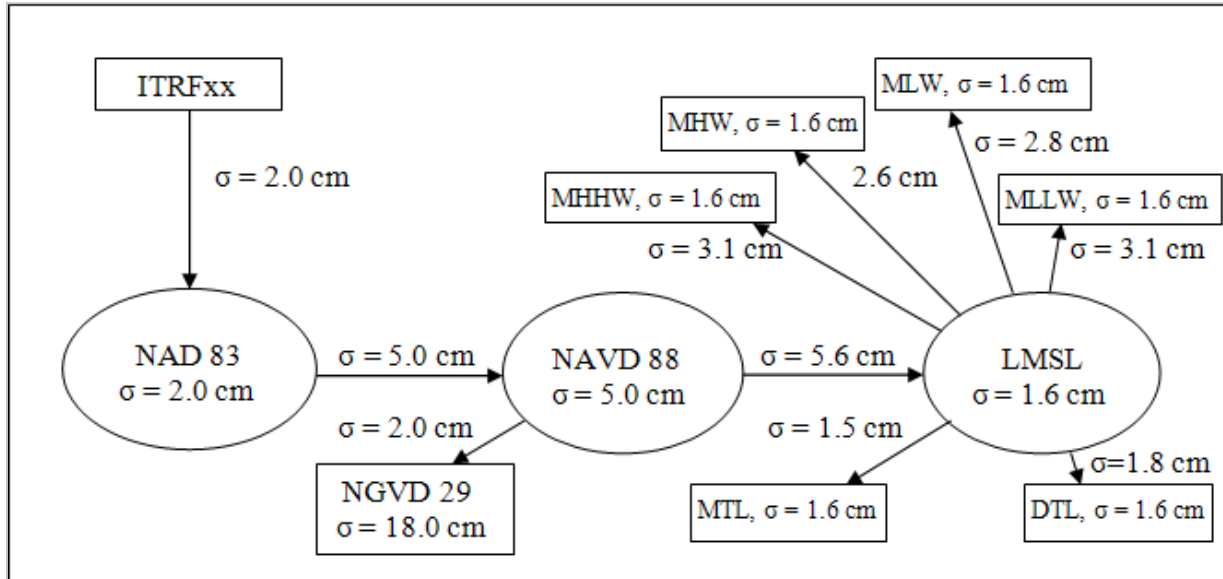 ITRFxx
σ = 2.0 cm
MLW, σ = 1.6 cm
MHW, σ = 1.6 cm
σ = 2.8 cm
2.6 cm
MHHW, σ = 1.6 cm
MLLW, σ = 1.6 cm
σ = 3.1 cm
σ = 3.1 cm
NAD 83
σ = 2.0 cm
σ = 5.0 cm
NAVD 88
σ = 5.0 cm
σ = 5.6 cm
LMSL
σ = 1.6 cm
σ = 2.0 cm
σ = 1.5 cm
σ=1.8 cm
NGVD 29
σ = 18.0 cm
MTL, σ = 1.6 cm
DTL, σ = 1.6 cm